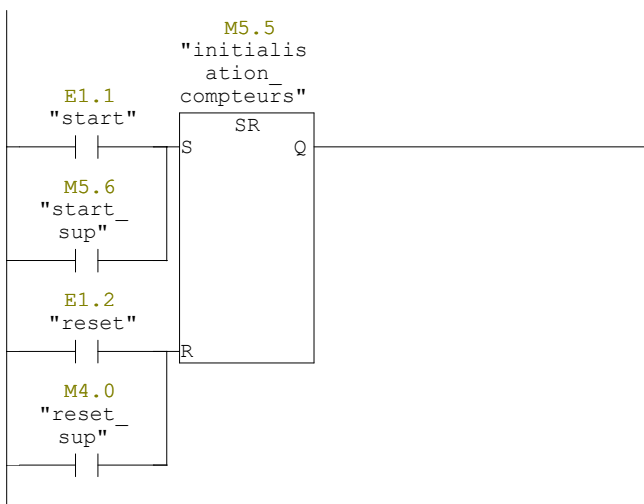 M5.5
"initialis
ation_
compteurs"
E1.1
"start"
SR
S
Q
M5.6
"start_
sup"
E1.2
"reset"
R
M4.0
"reset_
sup"